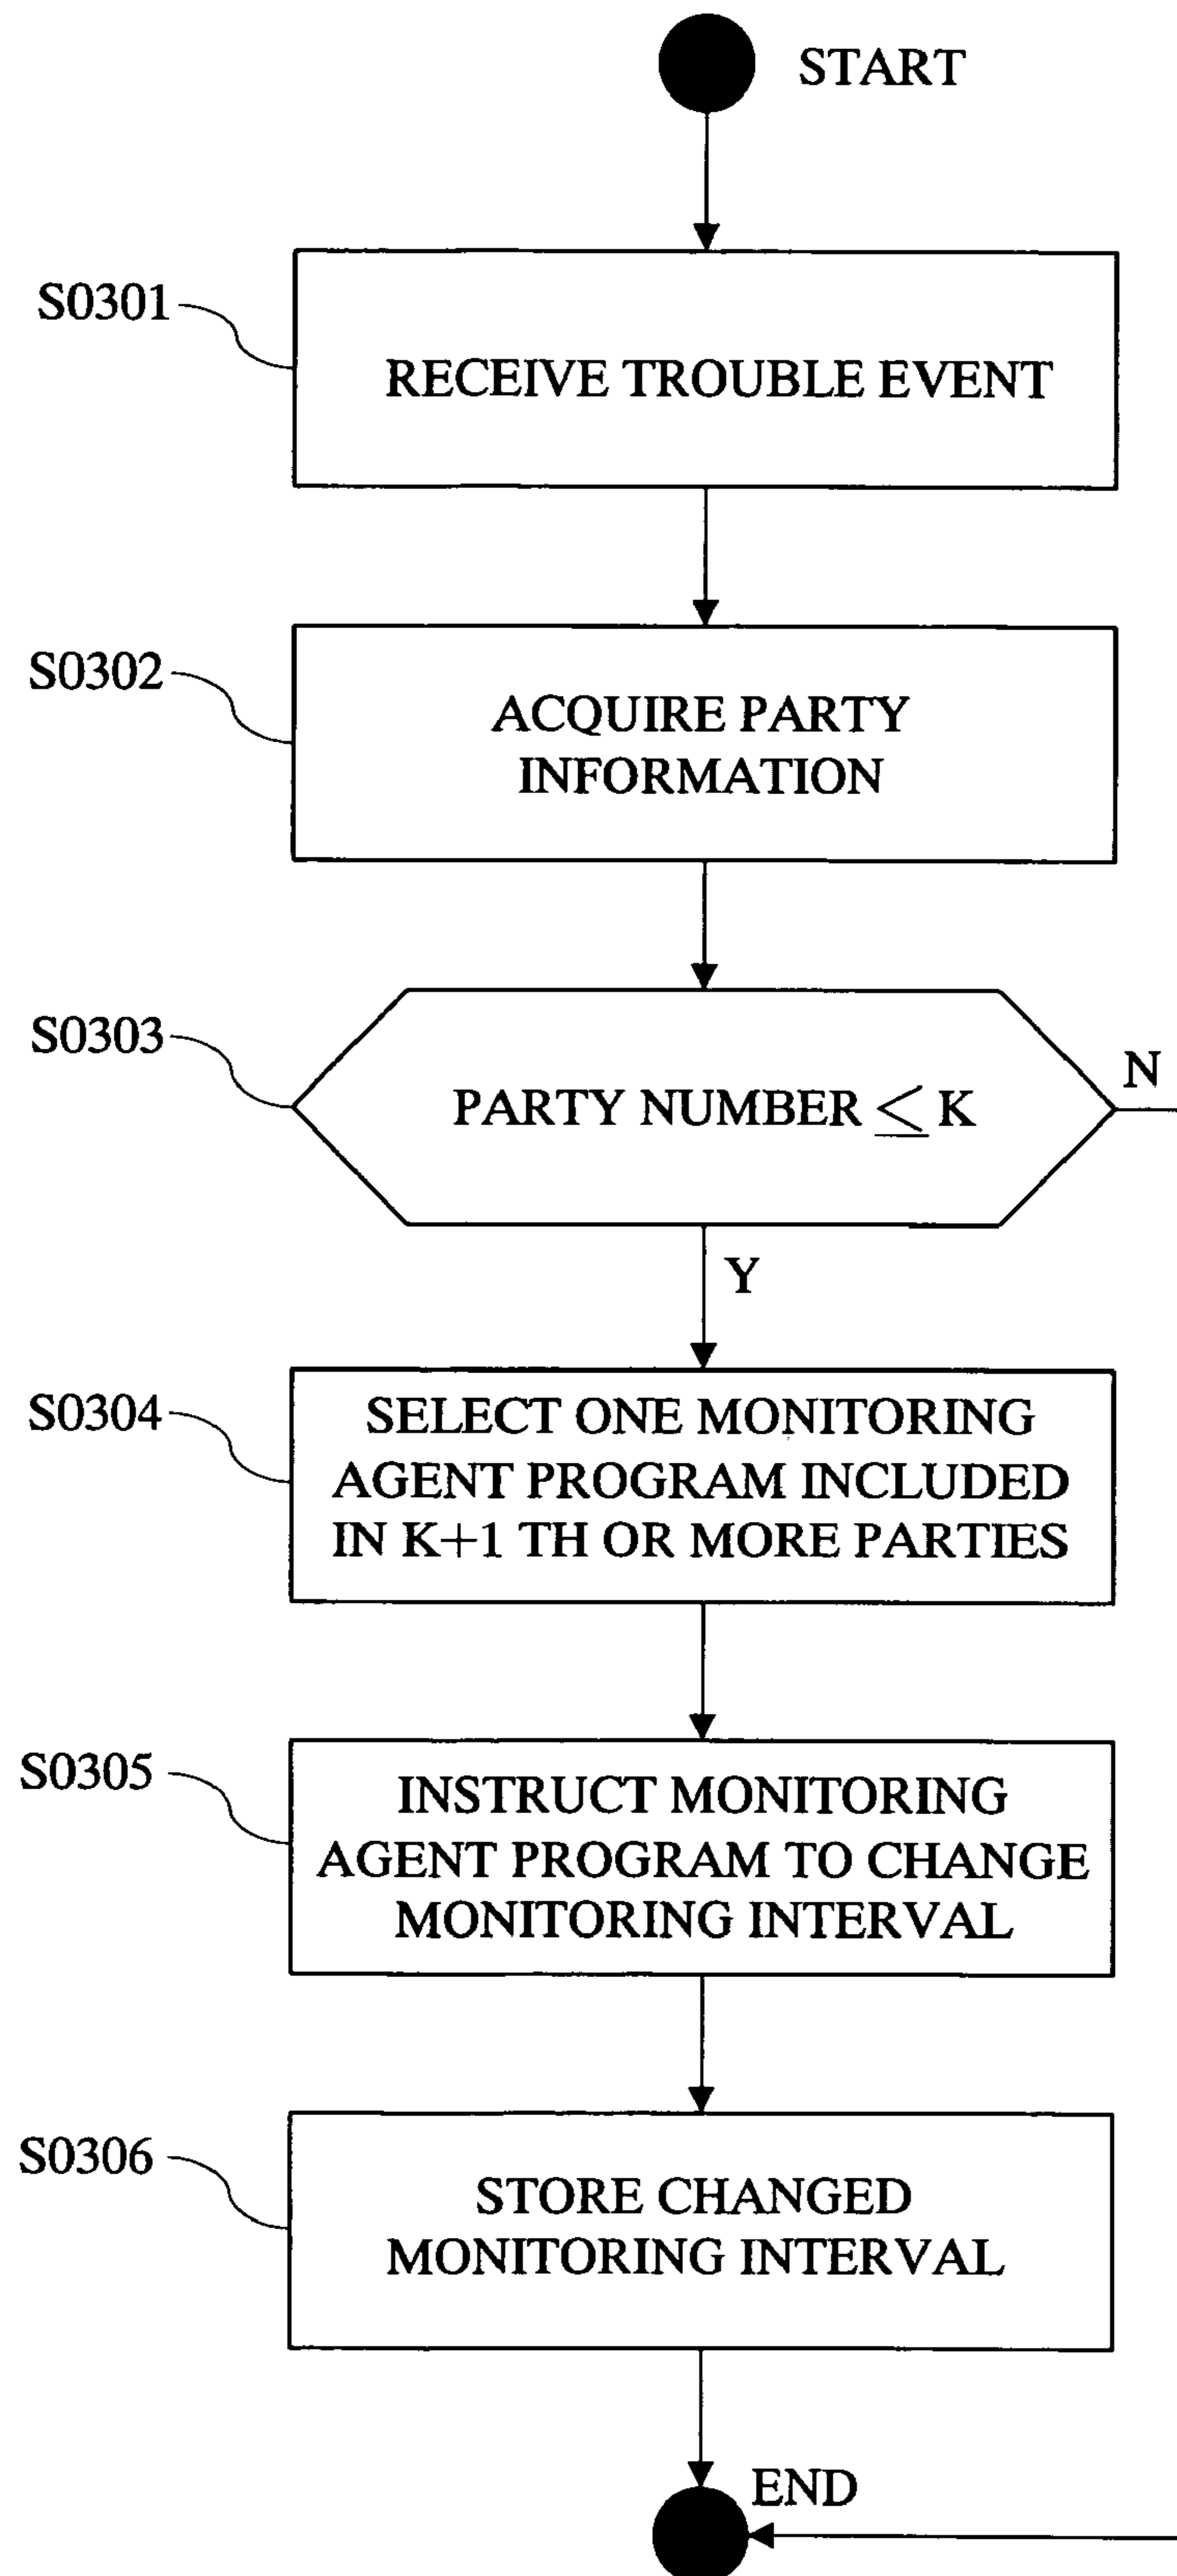 START
S0301
RECEIVE TROUBLE EVENT
S0302
ACQUIRE PARTY
INFORMATION
S0303
PARTY NUMBER ≤ K
N
Y
S0304
SELECT ONE MONITORING
AGENT PROGRAM INCLUDED
IN K+1 TH OR MORE PARTIES
S0305
INSTRUCT MONITORING
AGENT PROGRAM TO CHANGE
MONITORING INTERVAL
S0306
STORE CHANGED
MONITORING INTERVAL
END